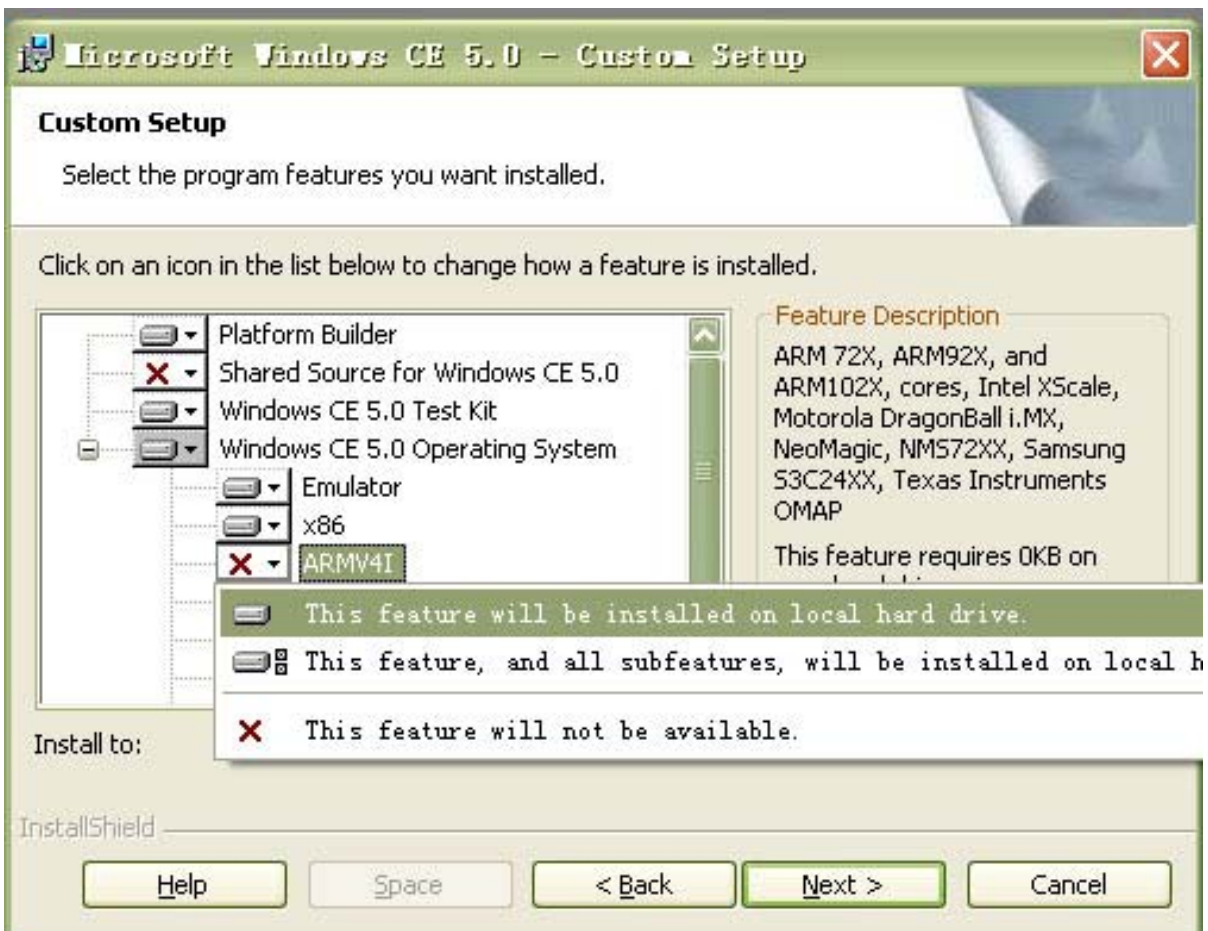 Microsoft Windows CE 5.0 - Custom Setup
Custom Setup
Select the program features you want installed.
Click on an icon in the list below to change how a feature is installed.
Platform Builder
Shared Source for Windows CE 5.0
Windows CE 5.0 Test Kit
Windows CE 5.0 Operating System
Emulator
x86
ARMV4I
Feature Description
ARM 72X, ARM92X, and
ARM102X, cores, Intel XScale,
Motorola DragonBall i.MX,
NeoMagic, NMS72XX, Samsung
S3C24XX, Texas Instruments
OMAP
This feature requires 0KB on
This feature will be installed on local hard drive.
This feature, and all subfeatures, will be installed on local h
This feature will not be available.
Install to:
InstallShield
Help
Space
< Back
Next >
Cancel